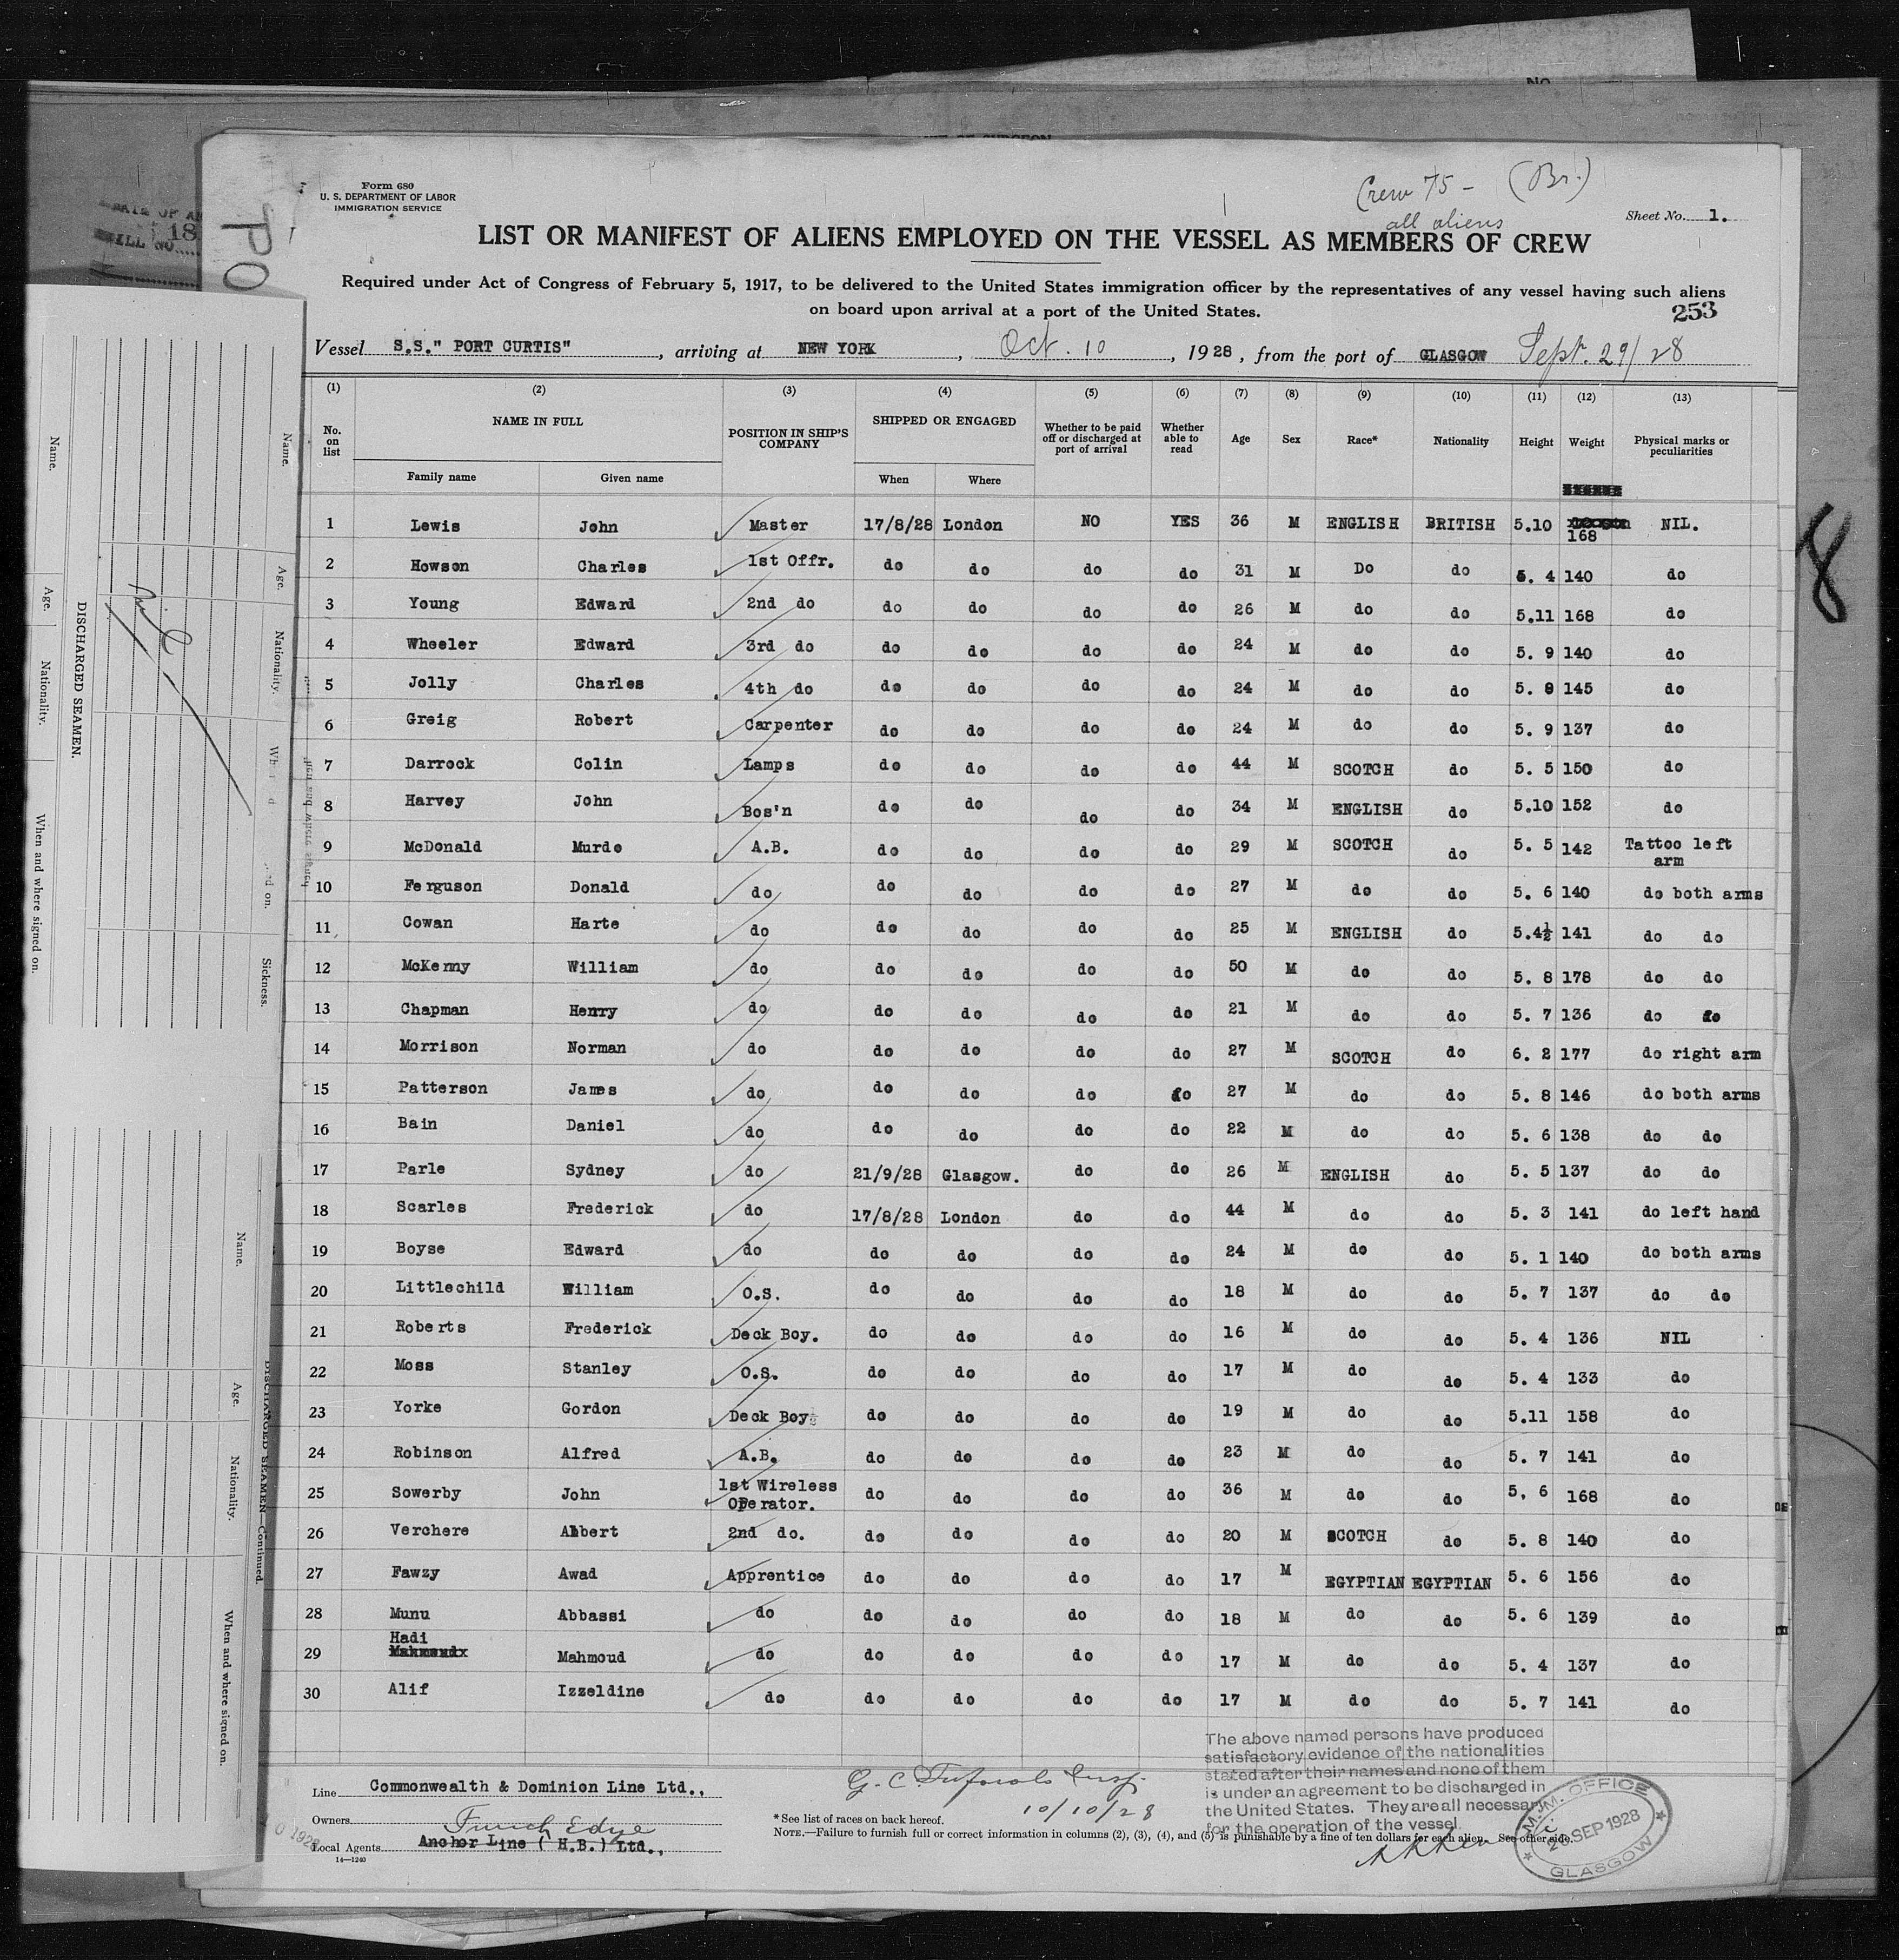 Form 680
U. S. DEPARTMENT OF LABOR
IMMIGRATION SERVICE
Crew 75 - (Br.)
all aliens
Sheet No. 1.
LIST OR MANIFEST OF ALIENS EMPLOYED ON THE VESSEL AS MEMBERS OF CREW
Required under Act of Congress of February 5, 1917, to be delivered to the United States immigration officer by the representatives of any vessel having such aliens
on board upon arrival at a port of the United States.
253
Vessel S.S." PORT CURTIS" , arriving at NEW YORK , Oct. 10 , 1928 , from the port of GLASGOW Sept. 29/28
(1) (2) (3) (4) (5) (6) (7) (8) (9) (10) (11) (12) (13)
No. on list NAME IN FULL POSITION IN SHIP'S COMPANY SHIPPED OR ENGAGED Whether to be paid off or discharged at port of arrival Whether able to read Age Sex Race* Nationality Height Weight Physical marks or peculiarities
Family name Given name When Where
1 Lewis John Master 17/8/28 London NO YES 36 M ENGLISH BRITISH 5.10 168 NIL.
2 Howson Charles 1st Offr. do do do do 31 M Do do 5. 4 140 do
3 Young Edward 2nd do do do do do 26 M do do 5.11 168 do
4 Wheeler Edward 3rd do do do do do 24 M do do 5. 9 140 do
5 Jolly Charles 4th do do do do do 24 M do do 5. 8 145 do
6 Greig Robert Carpenter do do do do 24 M do do 5. 9 137 do
7 Darrock Colin Lamps do do do do 44 M SCOTCH do 5. 5 150 do
8 Harvey John Bos'n do do do do 34 M ENGLISH do 5.10 152 do
9 McDonald Murdo A.B. do do do do 29 M SCOTCH do 5. 5 142 Tattoo left arm
10 Ferguson Donald do do do do do 27 M do do 5. 6 140 do both arms
11 Cowan Harte do do do do do 25 M ENGLISH do 5.4½ 141 do do
12 McKenny William do do do do do 50 M do do 5. 8 178 do do
13 Chapman Henry do do do do do 21 M do do 5. 7 136 do do
14 Morrison Norman do do do do do 27 M SCOTCH do 6. 2 177 do right arm
15 Patterson James do do do do do 27 M do do 5. 8 146 do both arms
16 Bain Daniel do do do do do 22 M do do 5. 6 138 do do
17 Parle Sydney do 21/9/28 Glasgow. do do 26 M ENGLISH do 5. 5 137 do do
18 Scarles Frederick do 17/8/28 London do do 44 M do do 5. 3 141 do left hand
19 Boyse Edward do do do do do 24 M do do 5. 1 140 do both arms
20 Littlechild William O.S. do do do do 18 M do do 5. 7 137 do do
21 Roberts Frederick Deck Boy. do do do do 16 M do do 5. 4 136 NIL
22 Moss Stanley O.S. do do do do 17 M do do 5. 4 133 do
23 Yorke Gordon Deck Boy do do do do 19 M do do 5.11 158 do
24 Robinson Alfred A.B. do do do do 23 M do do 5. 7 141 do
25 Sowerby John 1st Wireless Operator. do do do do 36 M do do 5, 6 168 do
26 Verchere Albert 2nd do. do do do do 20 M SCOTCH do 5. 8 140 do
27 Fawzy Awad Apprentice do do do do 17 M EGYPTIAN EGYPTIAN 5. 6 156 do
28 Munu Abbassi do do do do do 18 M do do 5. 6 139 do
29 Hadi Mahmoud do do do do do 17 M do do 5. 4 137 do
30 Alif Izzeldine do do do do do 17 M do do 5. 7 141 do
The above named persons have produced
satisfactory evidence of the nationalities
stated after their names and none of them
is under an agreement to be discharged in
the United States. They are all necessary
for the operation of the vessel.
Line Commonwealth & Dominion Line Ltd.,
Owners
Local Agents Anchor Line ( H.B.) Ltd.,
14—1240
10/10/28
*See list of races on back hereof.
NOTE.—Failure to furnish full or correct information in columns (2), (3), (4), and (5) is punishable by a fine of ten dollars for each alien. See other side.
OFFICE
26 SEP 1928
GLASGOW
8
PO
18
DISCHARGED SEAMEN.
Name.
Age.
Nationality.
When and where signed on.
Name.
Age.
Nationality.
Sickness.
nil
DISCHARGED SEAMEN—Continued.
Name.
Age.
Nationality.
When and where signed on.